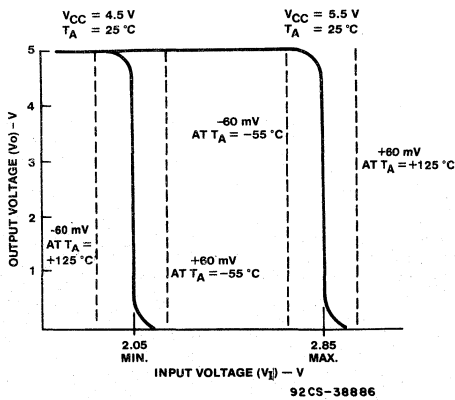 VCC = 4.5 V
TA = 25 °C
VCC = 5.5 V
TA = 25 °C
OUTPUT VOLTAGE (Vo) – V
5
4
3
2
1
-60 mV
AT TA = -55 °C
+60 mV
AT TA = +125 °C
-60 mV
AT TA =
+125 °C
+60 mV
AT TA = -55 °C
2.05
MIN.
2.85
MAX.
INPUT VOLTAGE (VI) — V
92CS-38886